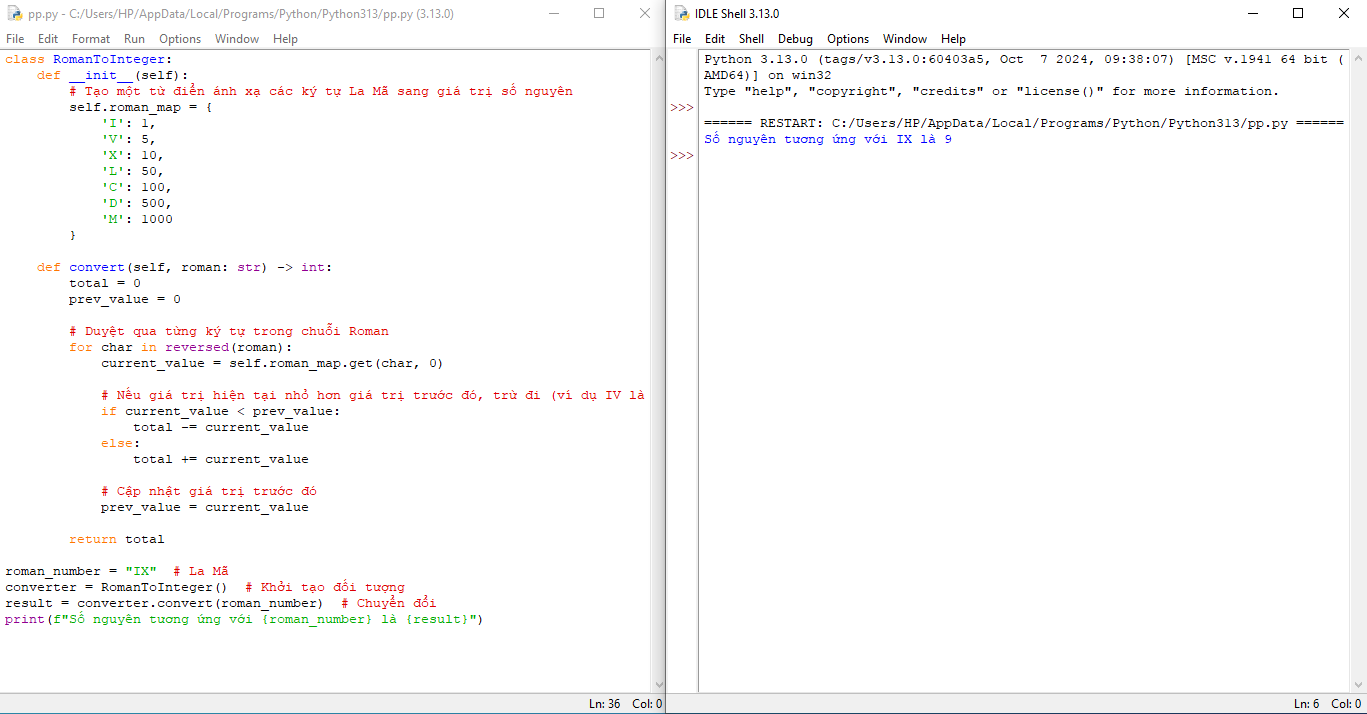 pp.py - C:/Users/HP/AppData/Local/Programs/Python/Python313/pp.py (3.13.0)
File Edit Format Run Options Window Help
class RomanToInteger:
    def __init__(self):
        # Tạo một từ điển ánh xạ các ký tự La Mã sang giá trị số nguyên
        self.roman_map = {
            'I': 1,
            'V': 5,
            'X': 10,
            'L': 50,
            'C': 100,
            'D': 500,
            'M': 1000
        }
    def convert(self, roman: str) -> int:
        total = 0
        prev_value = 0
        # Duyệt qua từng ký tự trong chuỗi Roman
        for char in reversed(roman):
            current_value = self.roman_map.get(char, 0)
            # Nếu giá trị hiện tại nhỏ hơn giá trị trước đó, trừ đi (ví dụ IV là
            if current_value < prev_value:
                total -= current_value
            else:
                total += current_value
            # Cập nhật giá trị trước đó
            prev_value = current_value
        return total
roman_number = "IX"  # La Mã
converter = RomanToInteger()  # Khởi tạo đối tượng
result = converter.convert(roman_number)  # Chuyển đổi
print(f"Số nguyên tương ứng với {roman_number} là {result}")
Ln: 36 Col: 0
IDLE Shell 3.13.0
File Edit Shell Debug Options Window Help
Python 3.13.0 (tags/v3.13.0:60403a5, Oct  7 2024, 09:38:07) [MSC v.1941 64 bit (
AMD64)] on win32
Type "help", "copyright", "credits" or "license()" for more information.
>>>
====== RESTART: C:/Users/HP/AppData/Local/Programs/Python/Python313/pp.py ======
Số nguyên tương ứng với IX là 9
>>>
Ln: 6 Col: 0